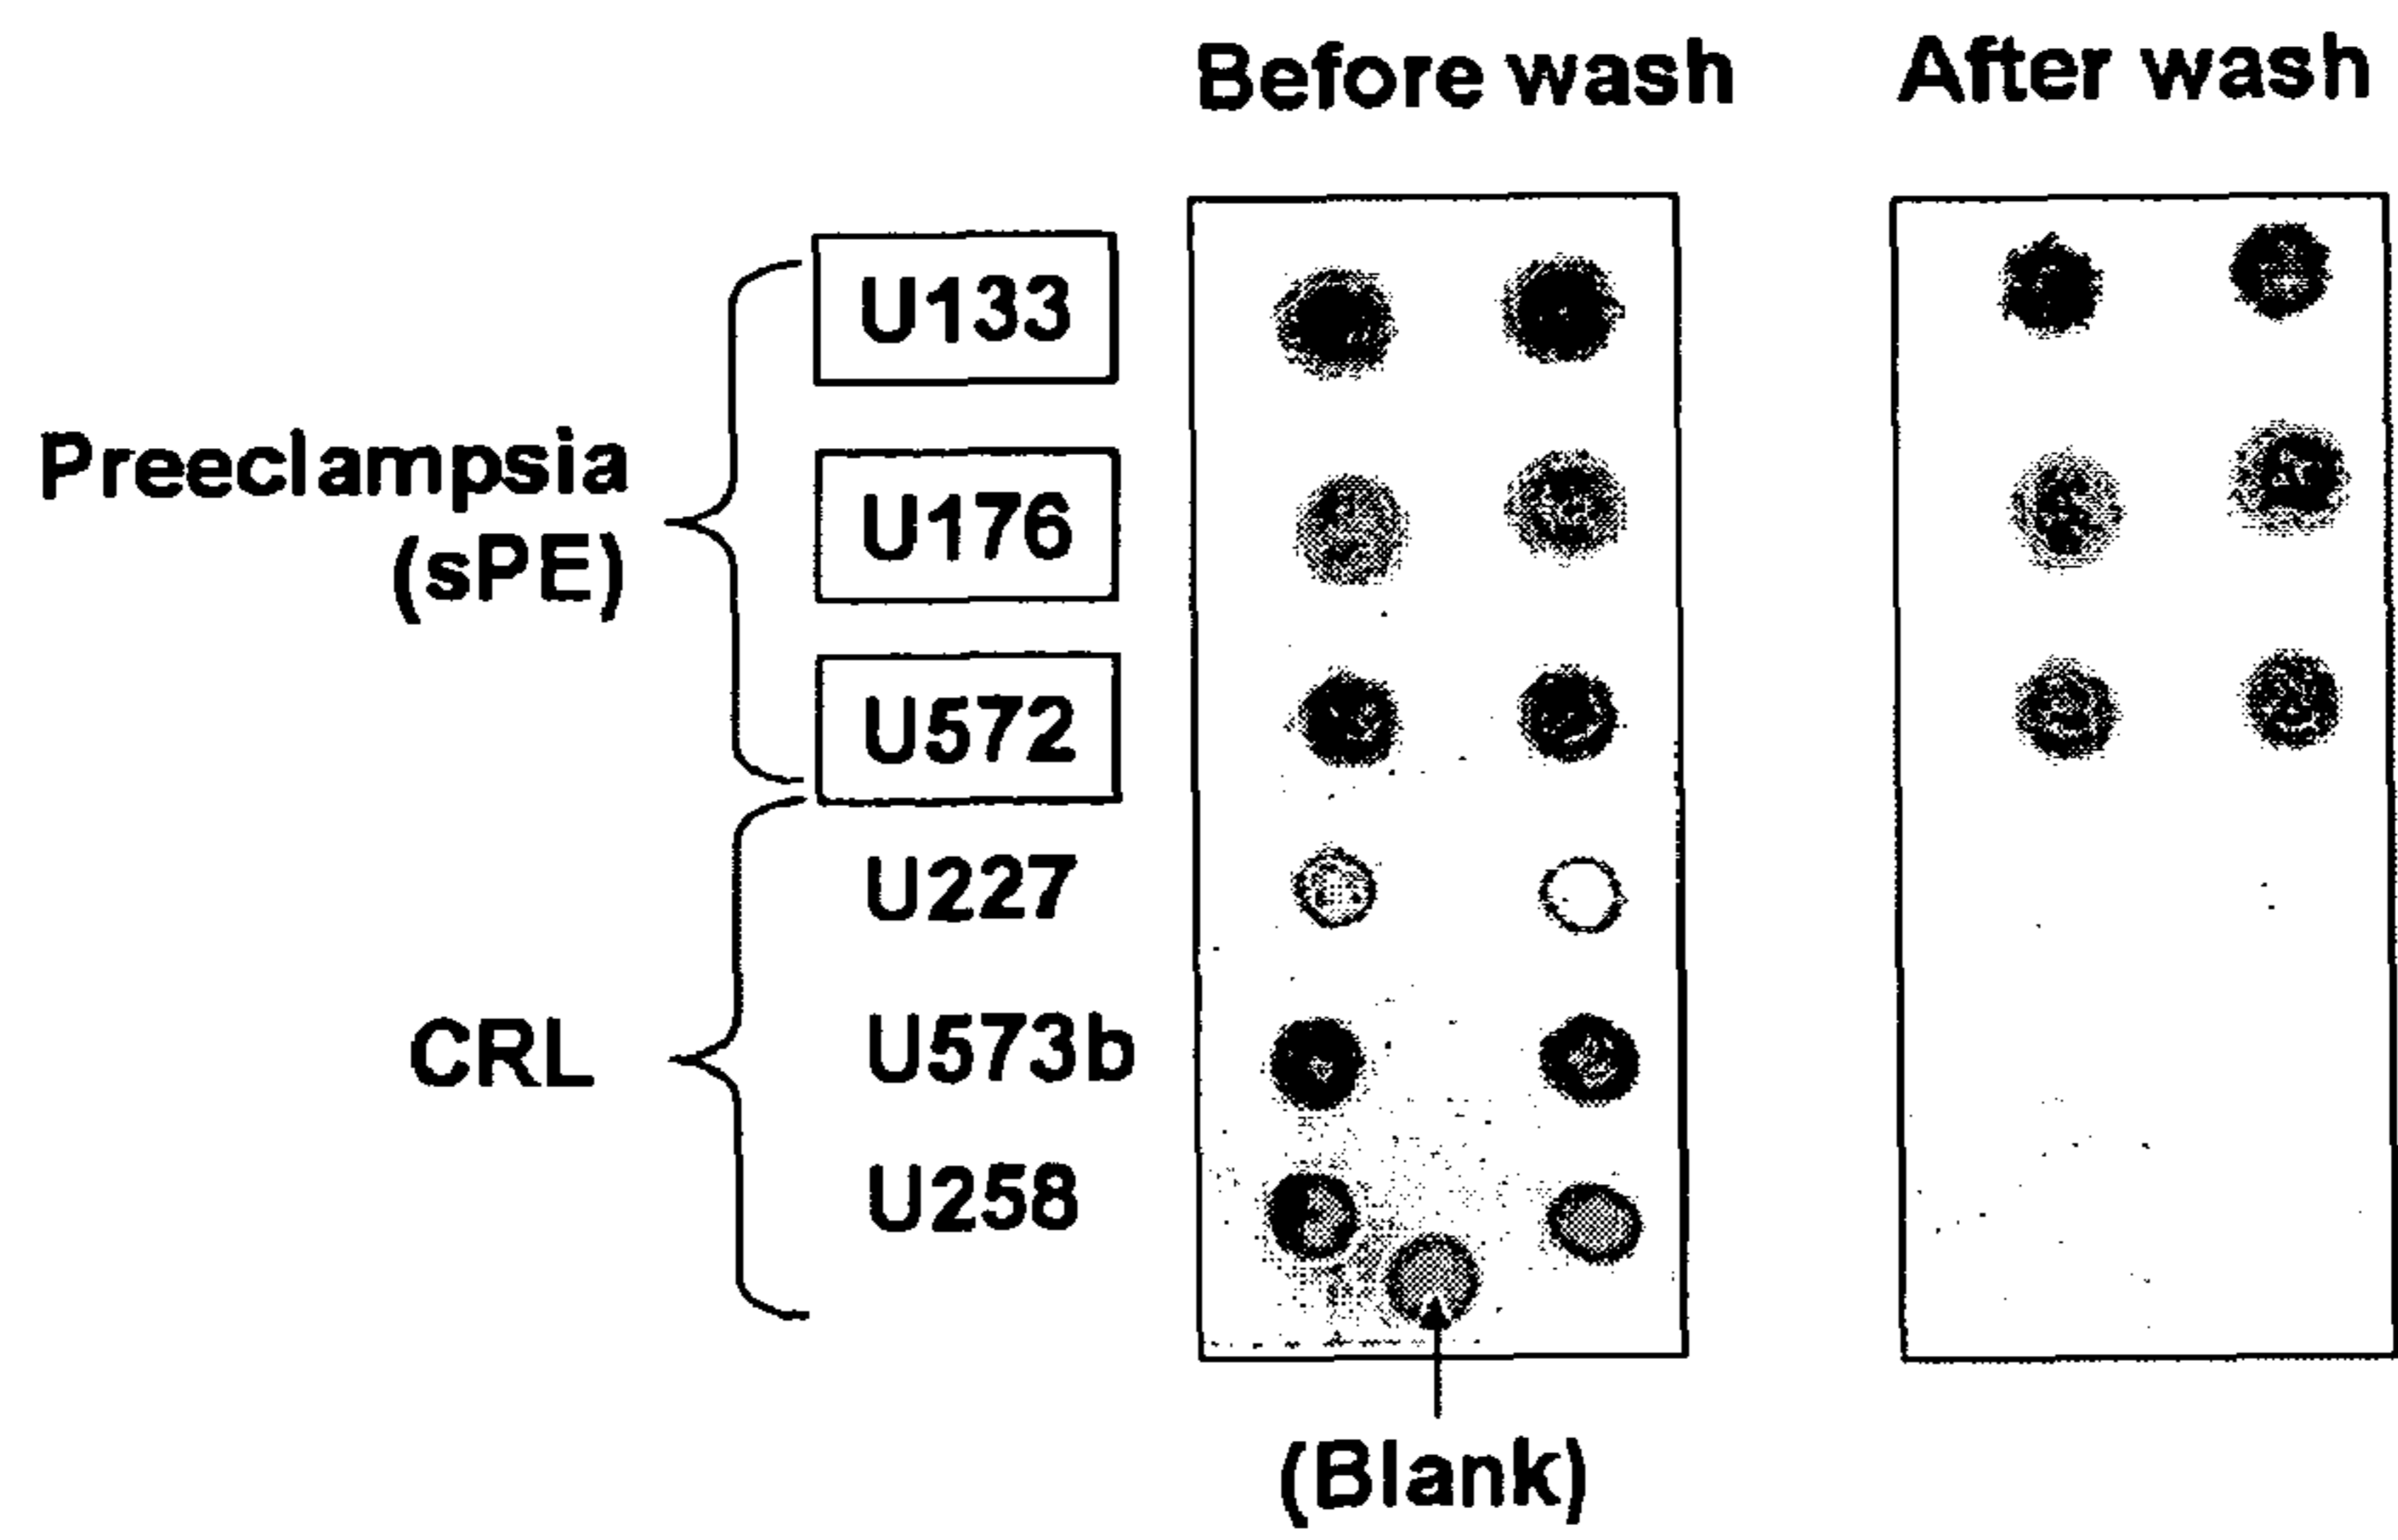 Before wash After wash
U133
Preeclampsia
(sPE)
U176
U572
U227
CRL
U573b
U258
(Blank)